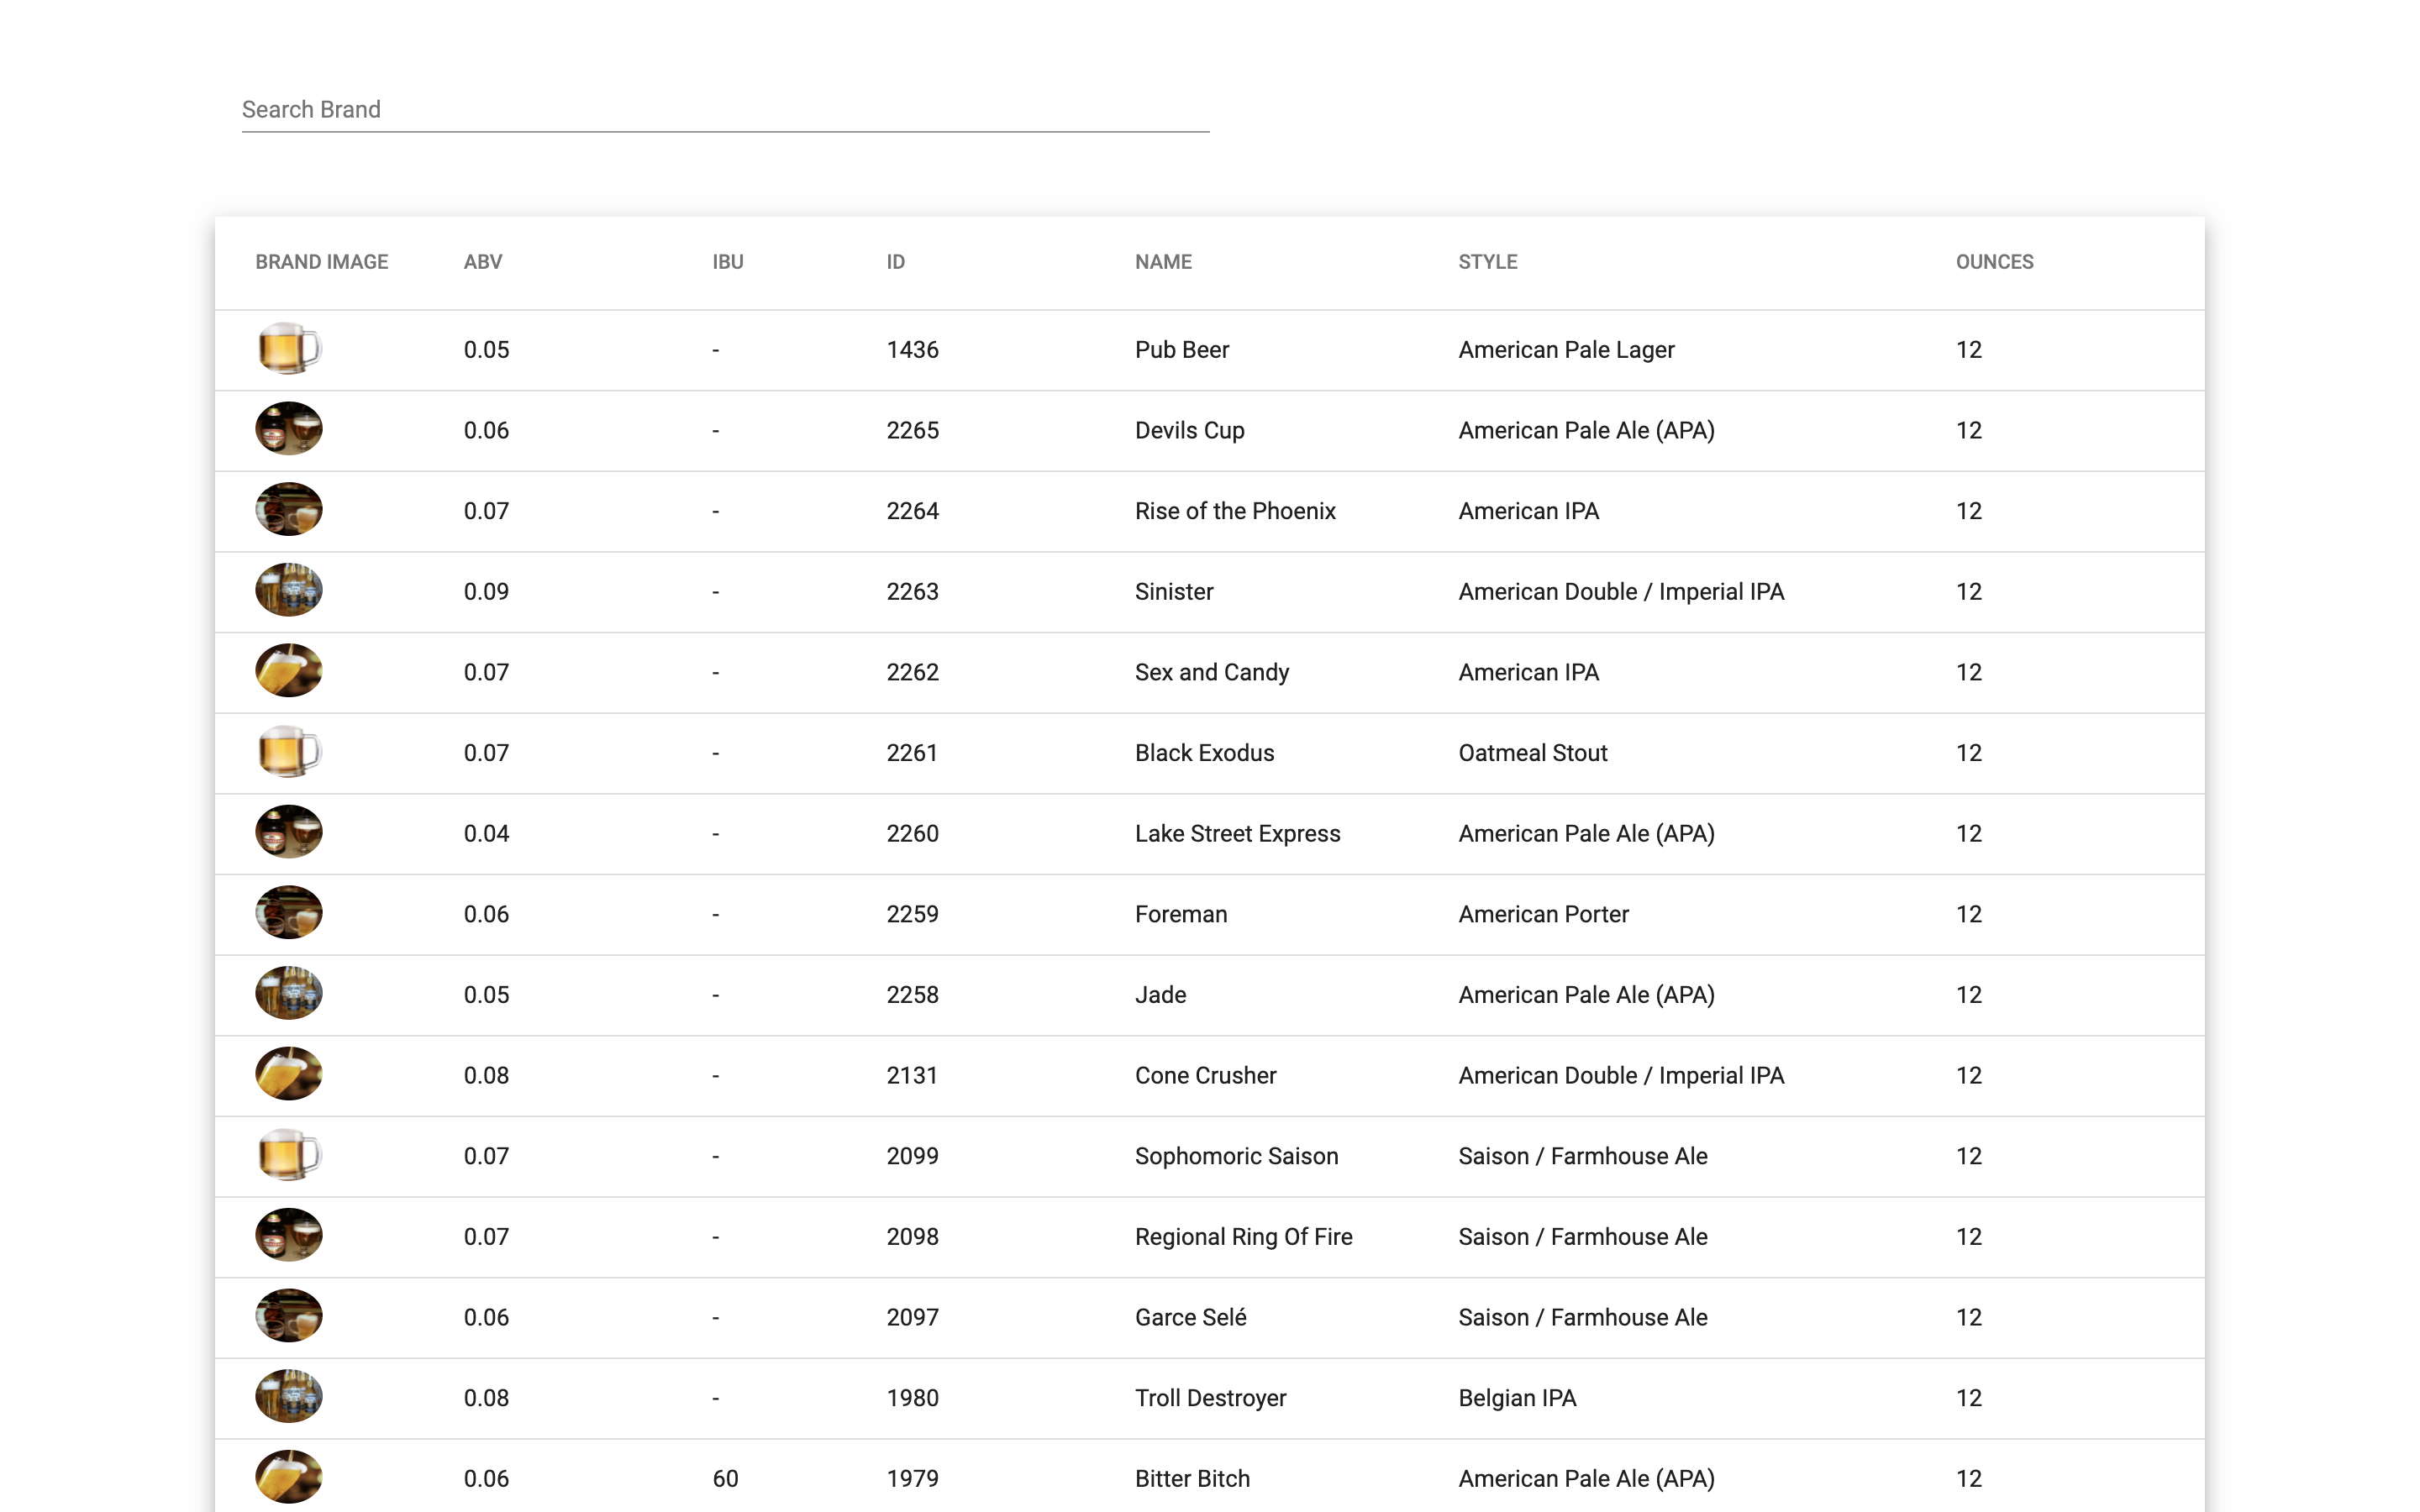 Search Brand
BRAND IMAGE ABV IBU ID NAME STYLE OUNCES
0.05 - 1436 Pub Beer American Pale Lager 12
0.06 - 2265 Devils Cup American Pale Ale (APA) 12
0.07 - 2264 Rise of the Phoenix American IPA 12
0.09 - 2263 Sinister American Double / Imperial IPA 12
0.07 - 2262 Sex and Candy American IPA 12
0.07 - 2261 Black Exodus Oatmeal Stout 12
0.04 - 2260 Lake Street Express American Pale Ale (APA) 12
0.06 - 2259 Foreman American Porter 12
0.05 - 2258 Jade American Pale Ale (APA) 12
0.08 - 2131 Cone Crusher American Double / Imperial IPA 12
0.07 - 2099 Sophomoric Saison Saison / Farmhouse Ale 12
0.07 - 2098 Regional Ring Of Fire Saison / Farmhouse Ale 12
0.06 - 2097 Garce Selé Saison / Farmhouse Ale 12
0.08 - 1980 Troll Destroyer Belgian IPA 12
0.06 60 1979 Bitter Bitch American Pale Ale (APA) 12